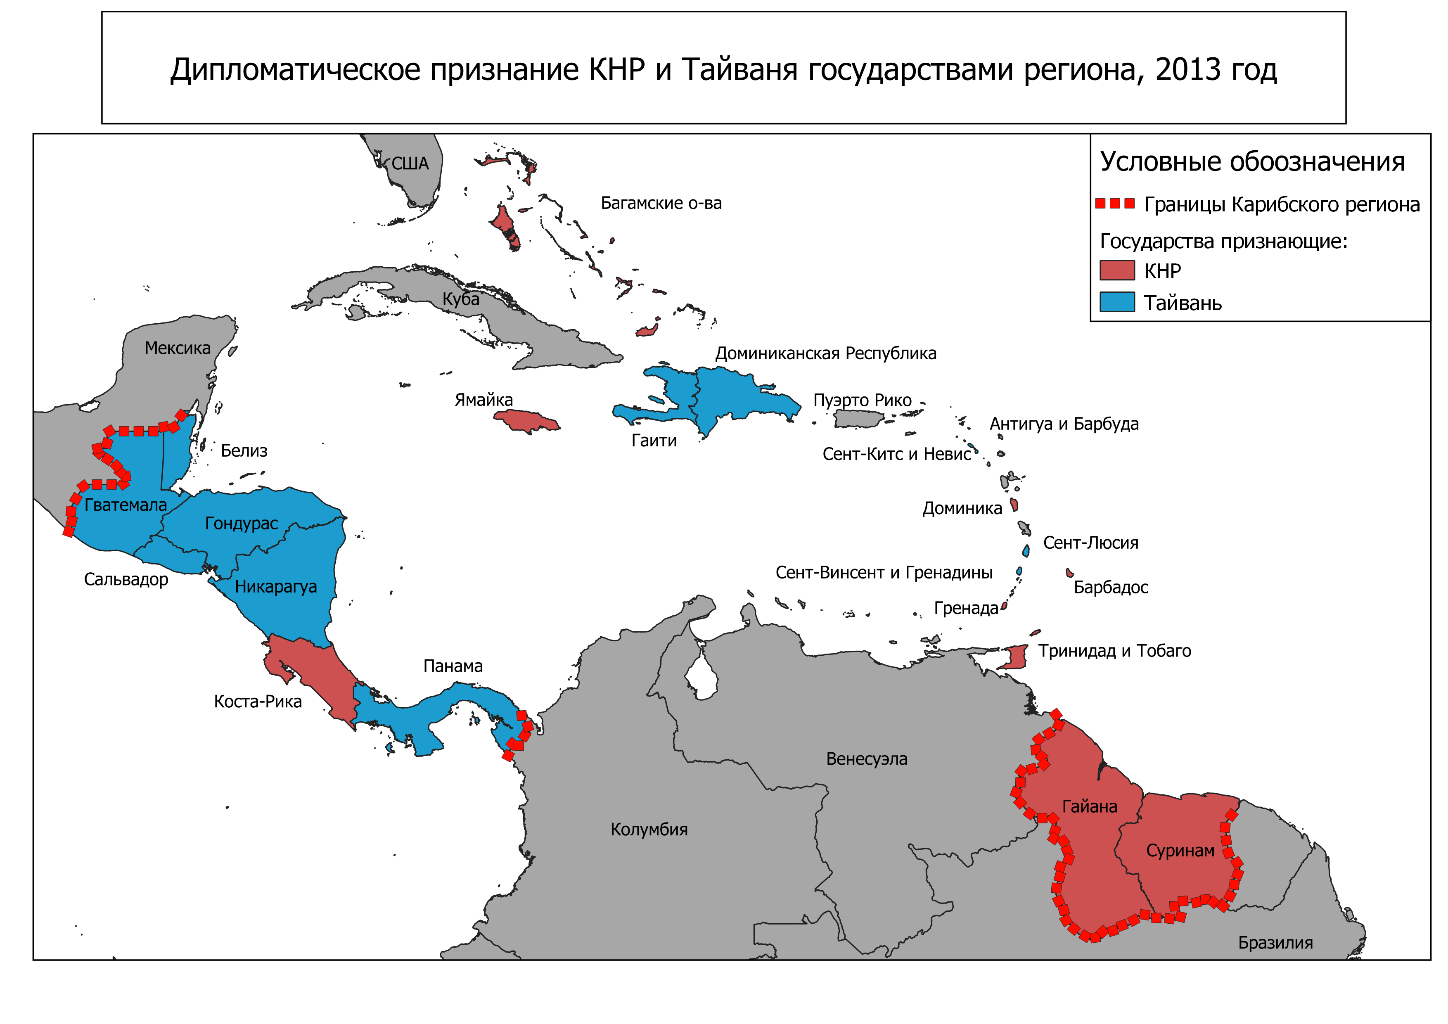 Дипломатическое признание КНР и Тайваня государствами региона, 2013 год
Условные обоозначения
Границы Карибского региона
Государства признающие:
КНР
Тайвань
США
Багамские о-ва
Куба
Мексика
Доминиканская Республика
Ямайка
Пуэрто Рико
Гаити
Антигуа и Барбуда
Белиз
Сент-Китс и Невис
Гватемала
Доминика
Гондурас
Сент-Люсия
Сальвадор
Никарагуа
Сент-Винсент и Гренадины
Барбадос
Гренада
Тринидад и Тобаго
Панама
Коста-Рика
Венесуэла
Гайана
Колумбия
Суринам
Бразилия